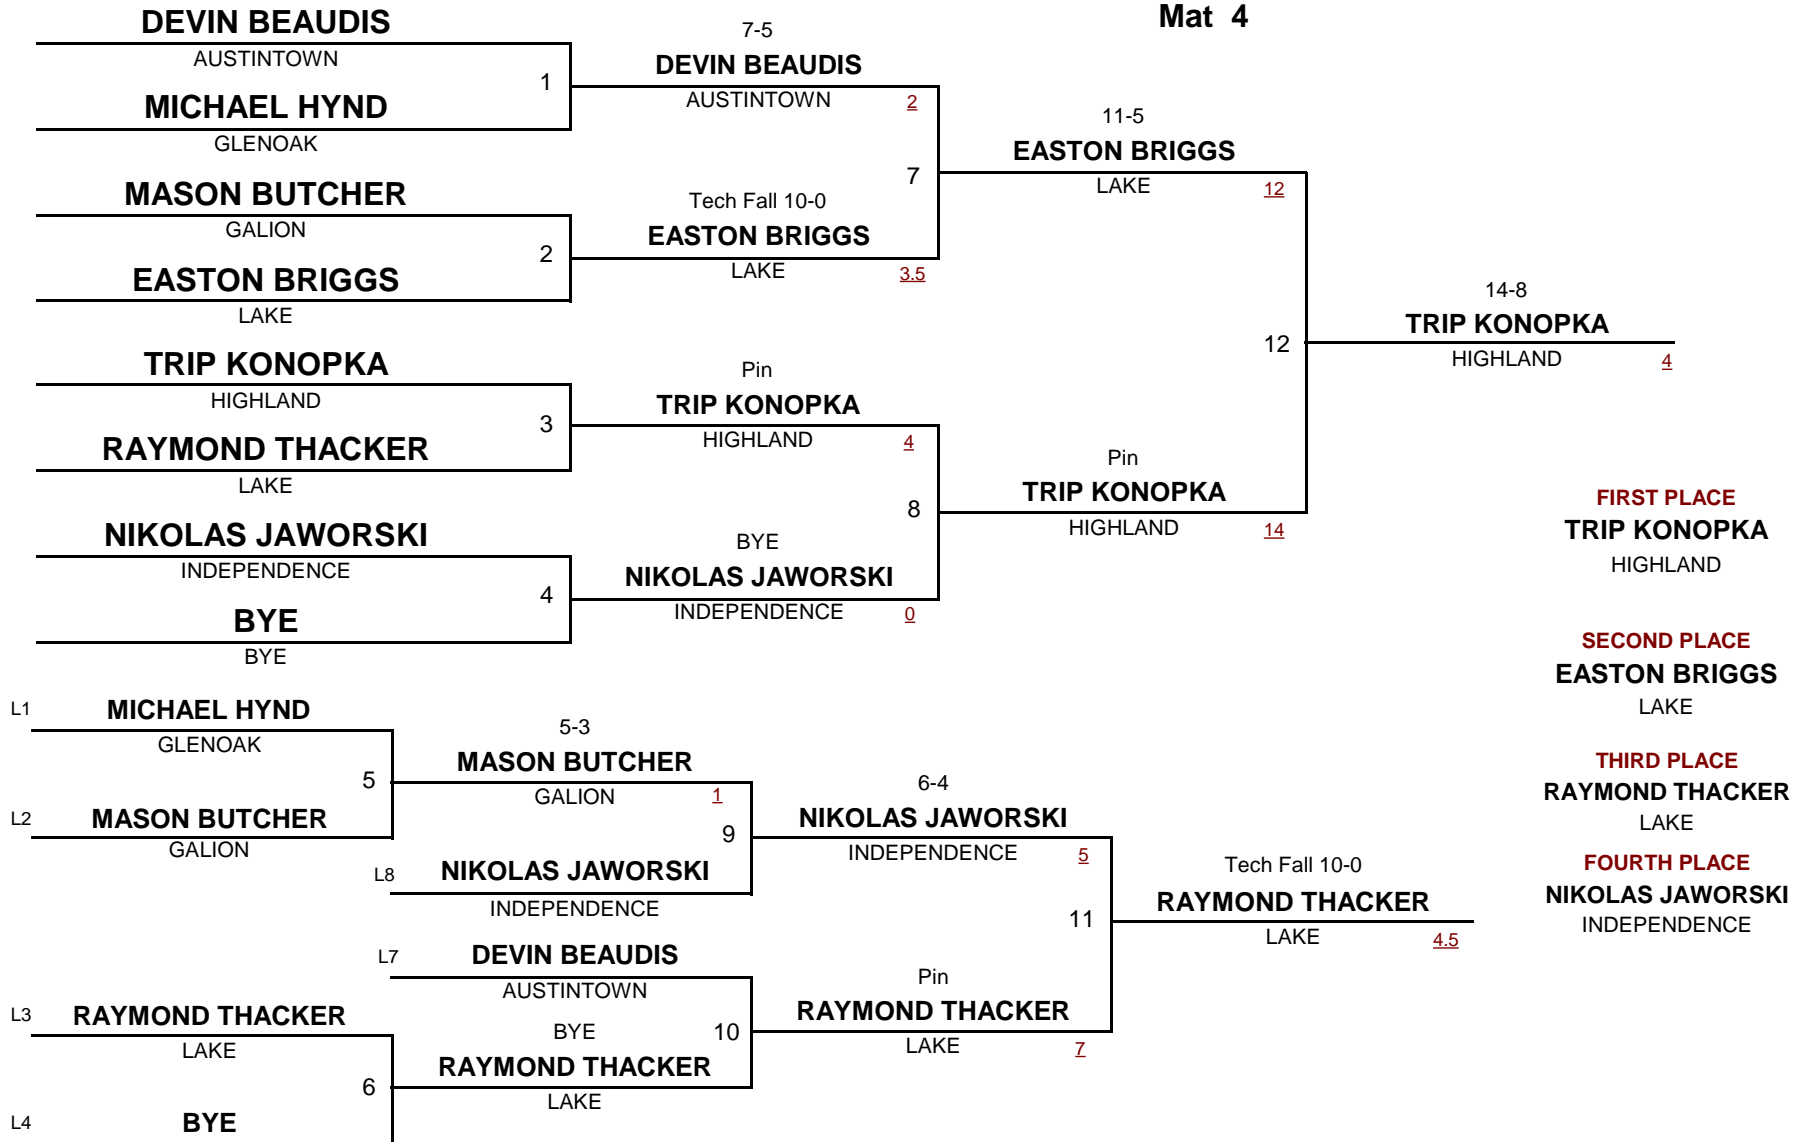 Mat 4
DEVIN BEAUDIS
AUSTINTOWN
1
MICHAEL HYND
GLENOAK
MASON BUTCHER
GALION
2
EASTON BRIGGS
LAKE
TRIP KONOPKA
HIGHLAND
3
RAYMOND THACKER
LAKE
NIKOLAS JAWORSKI
INDEPENDENCE
4
BYE
BYE
7-5
DEVIN BEAUDIS
AUSTINTOWN 2
7
Tech Fall 10-0
EASTON BRIGGS
LAKE 3.5
Pin
TRIP KONOPKA
HIGHLAND 4
8
BYE
NIKOLAS JAWORSKI
INDEPENDENCE 0
11-5
EASTON BRIGGS
LAKE 12
12
Pin
TRIP KONOPKA
HIGHLAND 14
14-8
TRIP KONOPKA
HIGHLAND 4
FIRST PLACE
TRIP KONOPKA
HIGHLAND
SECOND PLACE
EASTON BRIGGS
LAKE
THIRD PLACE
RAYMOND THACKER
LAKE
FOURTH PLACE
NIKOLAS JAWORSKI
INDEPENDENCE
L1 MICHAEL HYND
GLENOAK
5
L2 MASON BUTCHER
GALION
5-3
MASON BUTCHER
GALION 1
9
L8 NIKOLAS JAWORSKI
INDEPENDENCE
L7 DEVIN BEAUDIS
AUSTINTOWN
10
L3 RAYMOND THACKER
LAKE
6
L4 BYE
BYE
RAYMOND THACKER
LAKE
6-4
NIKOLAS JAWORSKI
INDEPENDENCE 5
11
Pin
RAYMOND THACKER
LAKE 7
Tech Fall 10-0
RAYMOND THACKER
LAKE 4.5